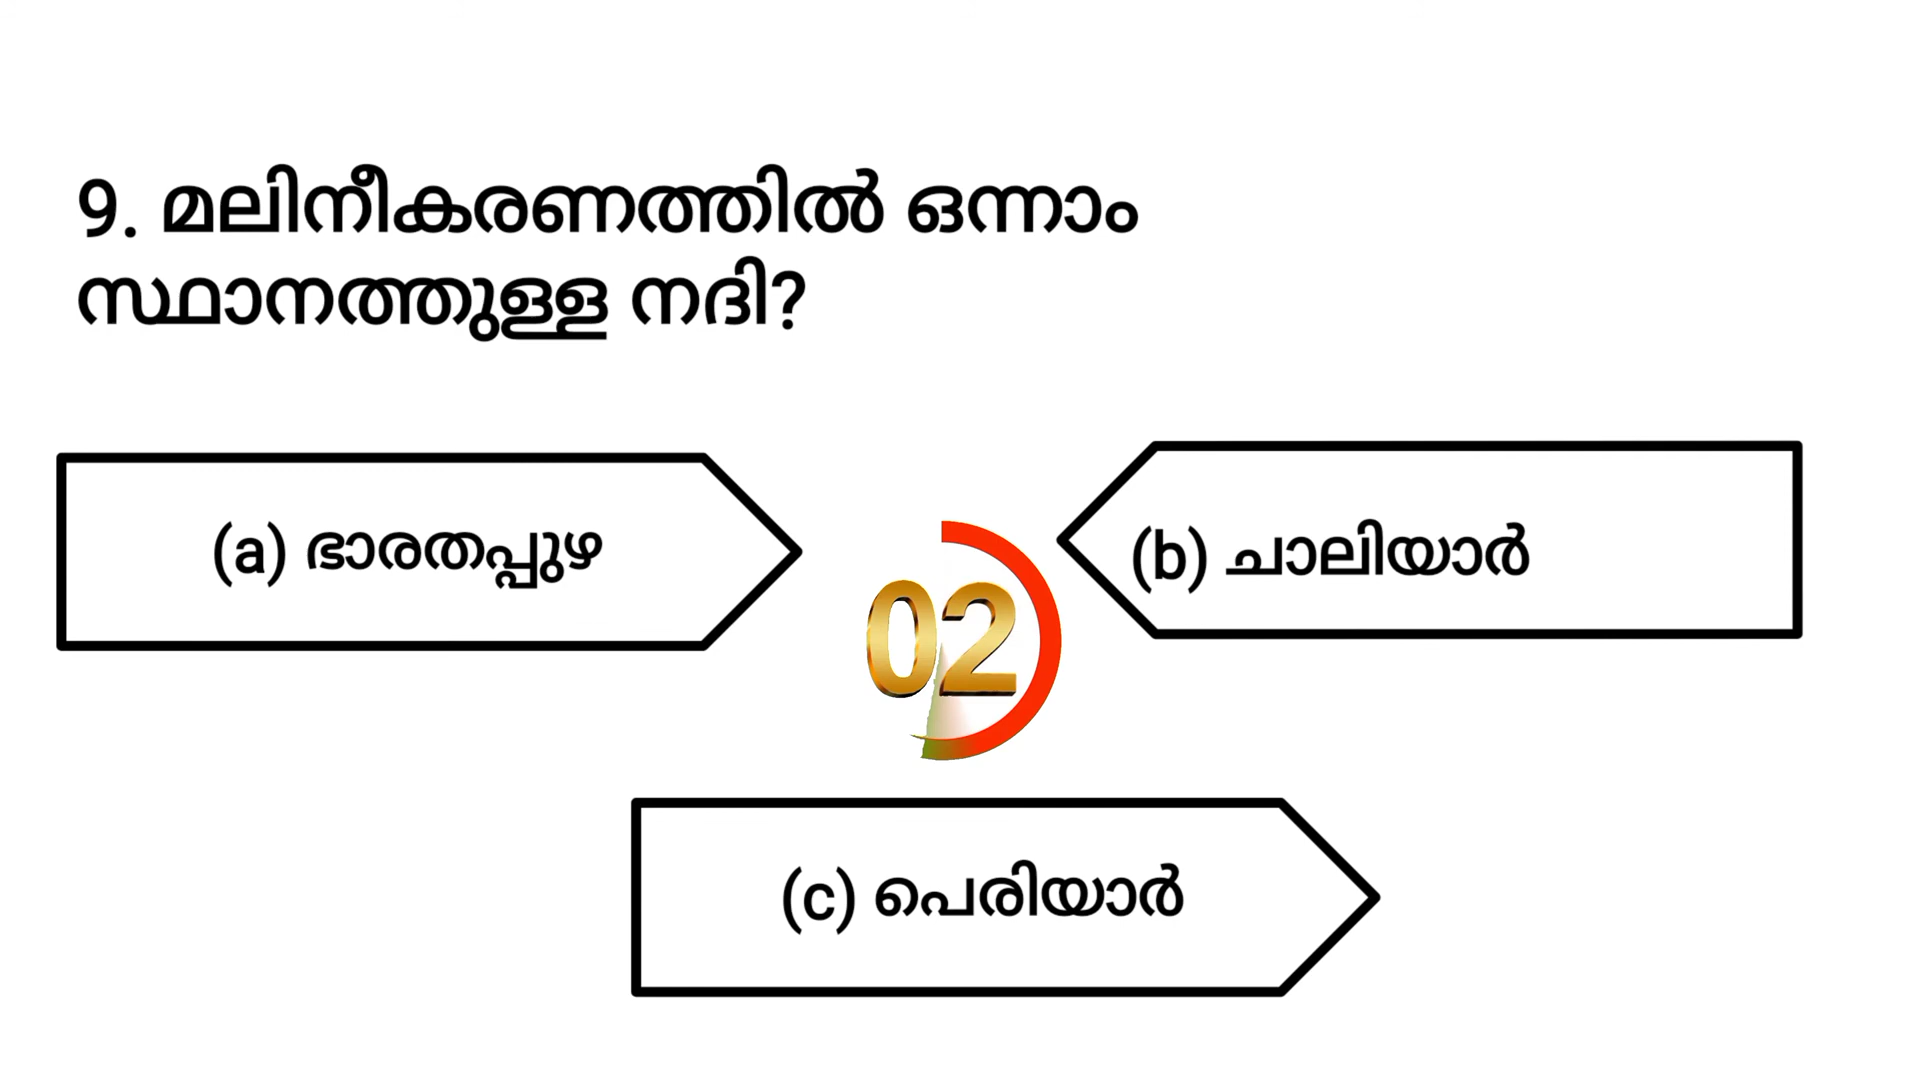 9. മലിനീകരണത്തിൽ ഒന്നാം
സ്ഥാനത്തുള്ള നദി?
(a) ഭാരതപ്പുഴ
(b) ചാലിയാർ
02
(c) പെരിയാർ